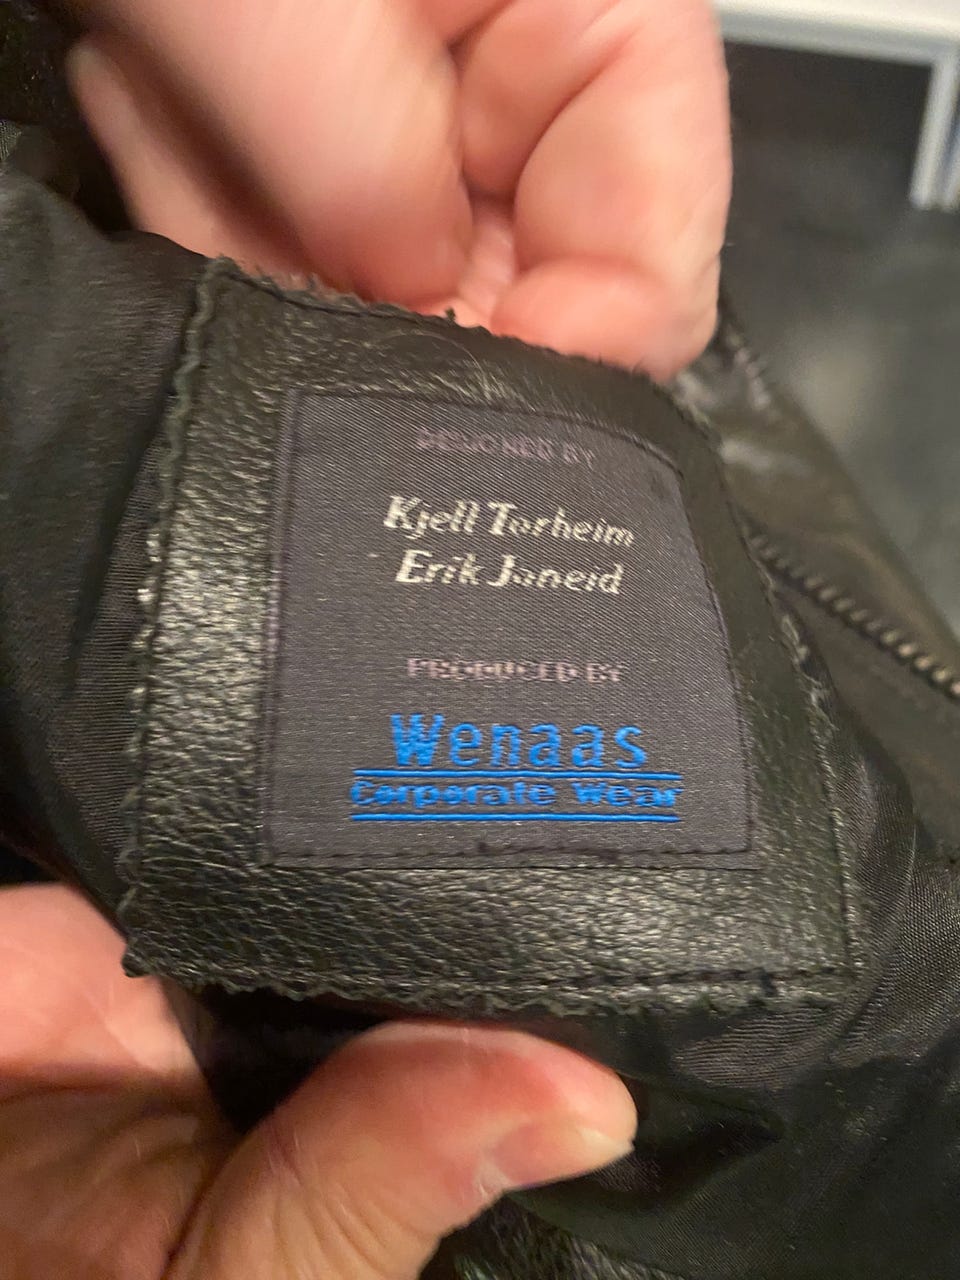 DESIGNED BY
Kjell Torheim
Erik Janeid
PRODUCED BY
Wenaas
Corporate Wear